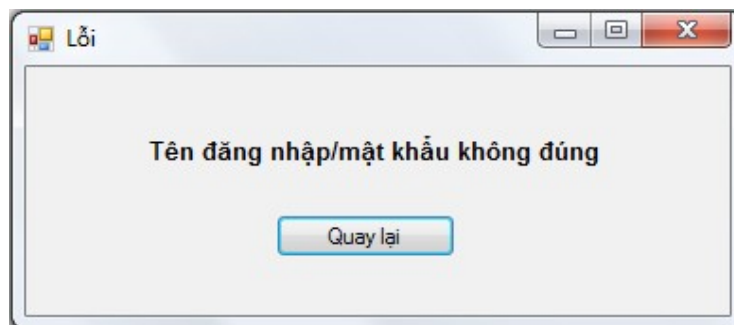 Lỗi
Tên đăng nhập/mật khẩu không đúng
Quay lại